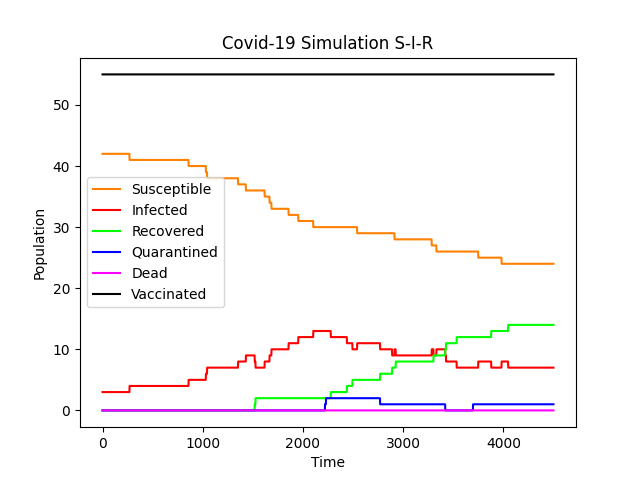 Covid-19 Simulation S-I-R
Population
50
40
30
20
10
0
Susceptible
Infected
Recovered
Quarantined
Dead
Vaccinated
0 1000 2000 3000 4000
Time